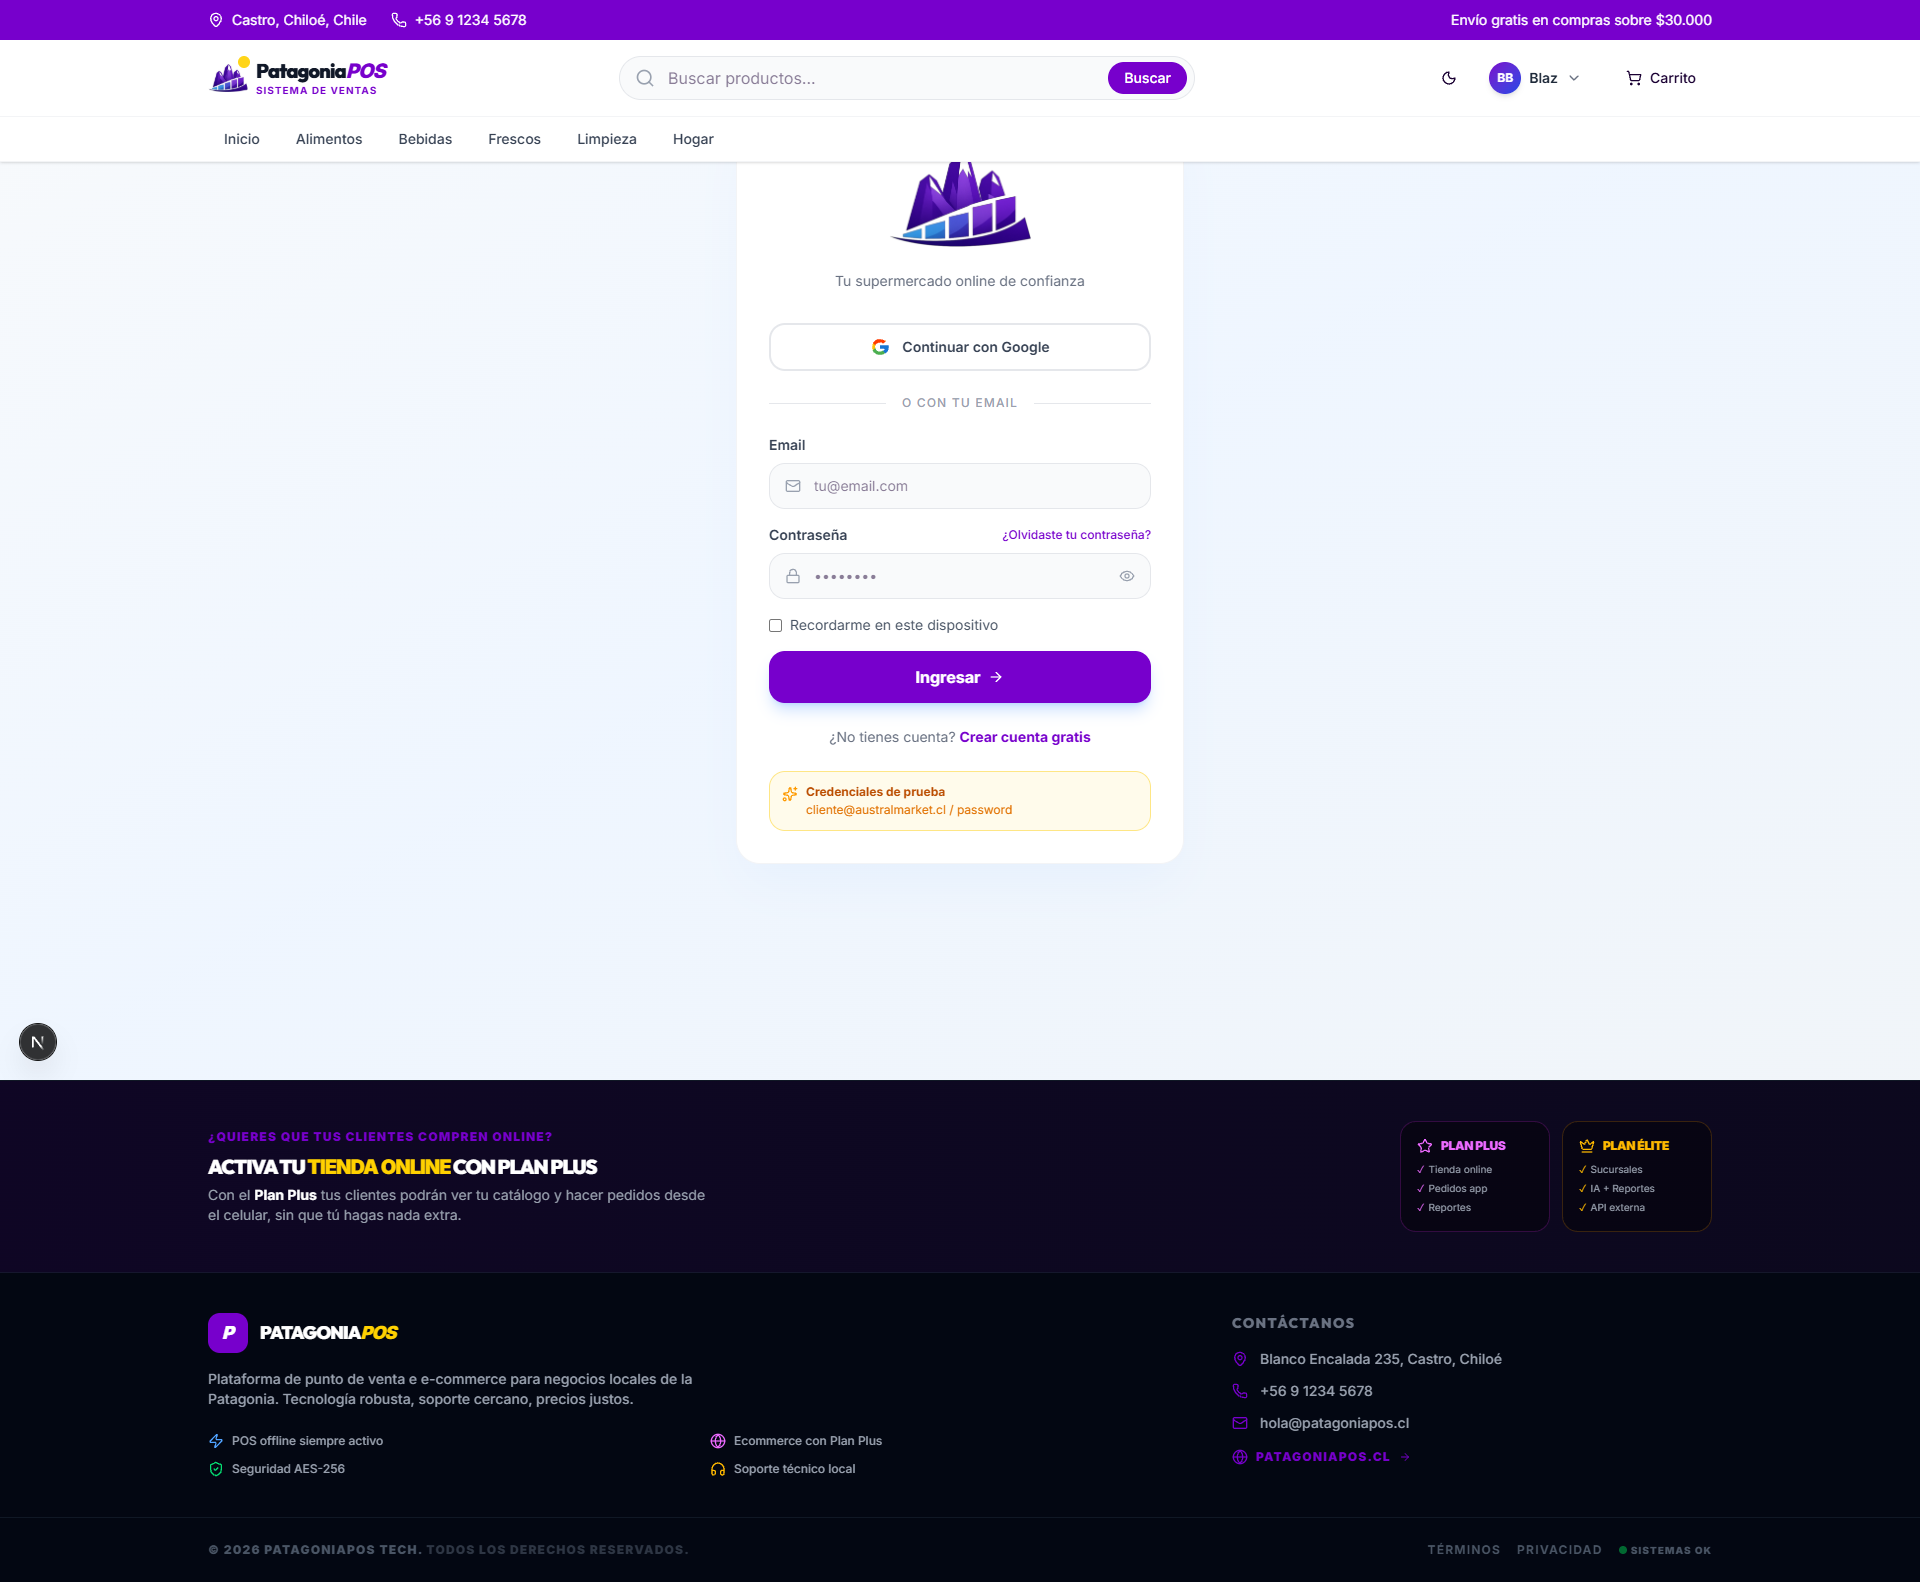 Castro, Chiloé, Chile
+56 9 1234 5678
Envío gratis en compras sobre $30.000
PatagoniaPOS
SISTEMA DE VENTAS
Buscar productos...
Buscar
BB
Blaz
Carrito
Inicio
Alimentos
Bebidas
Frescos
Limpieza
Hogar
Tu supermercado online de confianza
Continuar con Google
O CON TU EMAIL
Email
tu@email.com
Contraseña
¿Olvidaste tu contraseña?
••••••••
Recordarme en este dispositivo
Ingresar →
¿No tienes cuenta? Crear cuenta gratis
Credenciales de prueba
cliente@australmarket.cl / password
N
¿QUIERES QUE TUS CLIENTES COMPREN ONLINE?
ACTIVA TU TIENDA ONLINE CON PLAN PLUS
Con el Plan Plus tus clientes podrán ver tu catálogo y hacer pedidos desde
el celular, sin que tú hagas nada extra.
PLAN PLUS
✓ Tienda online
✓ Pedidos app
✓ Reportes
PLAN ÉLITE
✓ Sucursales
✓ IA + Reportes
✓ API externa
P
PATAGONIAPOS
Plataforma de punto de venta e e-commerce para negocios locales de la
Patagonia. Tecnología robusta, soporte cercano, precios justos.
POS offline siempre activo
Ecommerce con Plan Plus
Seguridad AES-256
Soporte técnico local
CONTÁCTANOS
Blanco Encalada 235, Castro, Chiloé
+56 9 1234 5678
hola@patagoniapos.cl
PATAGONIAPOS.CL →
© 2026 PATAGONIAPOS TECH. TODOS LOS DERECHOS RESERVADOS.
TÉRMINOS
PRIVACIDAD
SISTEMAS OK